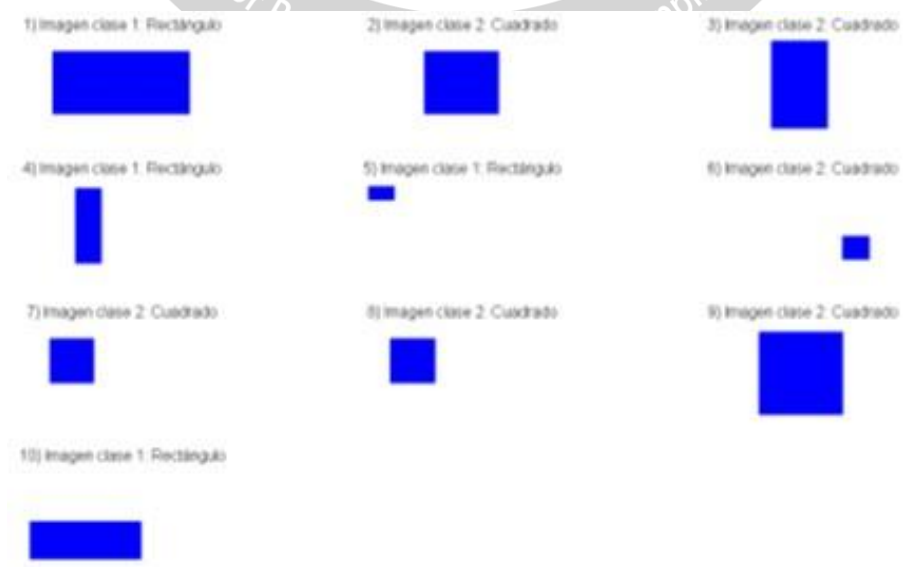 1) Imagen clase 1: Rectángulo
2) Imagen clase 2: Cuadrado
3) Imagen clase 2: Cuadrado
4) Imagen clase 1: Rectángulo
5) Imagen clase 1: Rectángulo
6) Imagen clase 2: Cuadrado
7) Imagen clase 2: Cuadrado
8) Imagen clase 2: Cuadrado
9) Imagen clase 2: Cuadrado
10) Imagen clase 1: Rectángulo